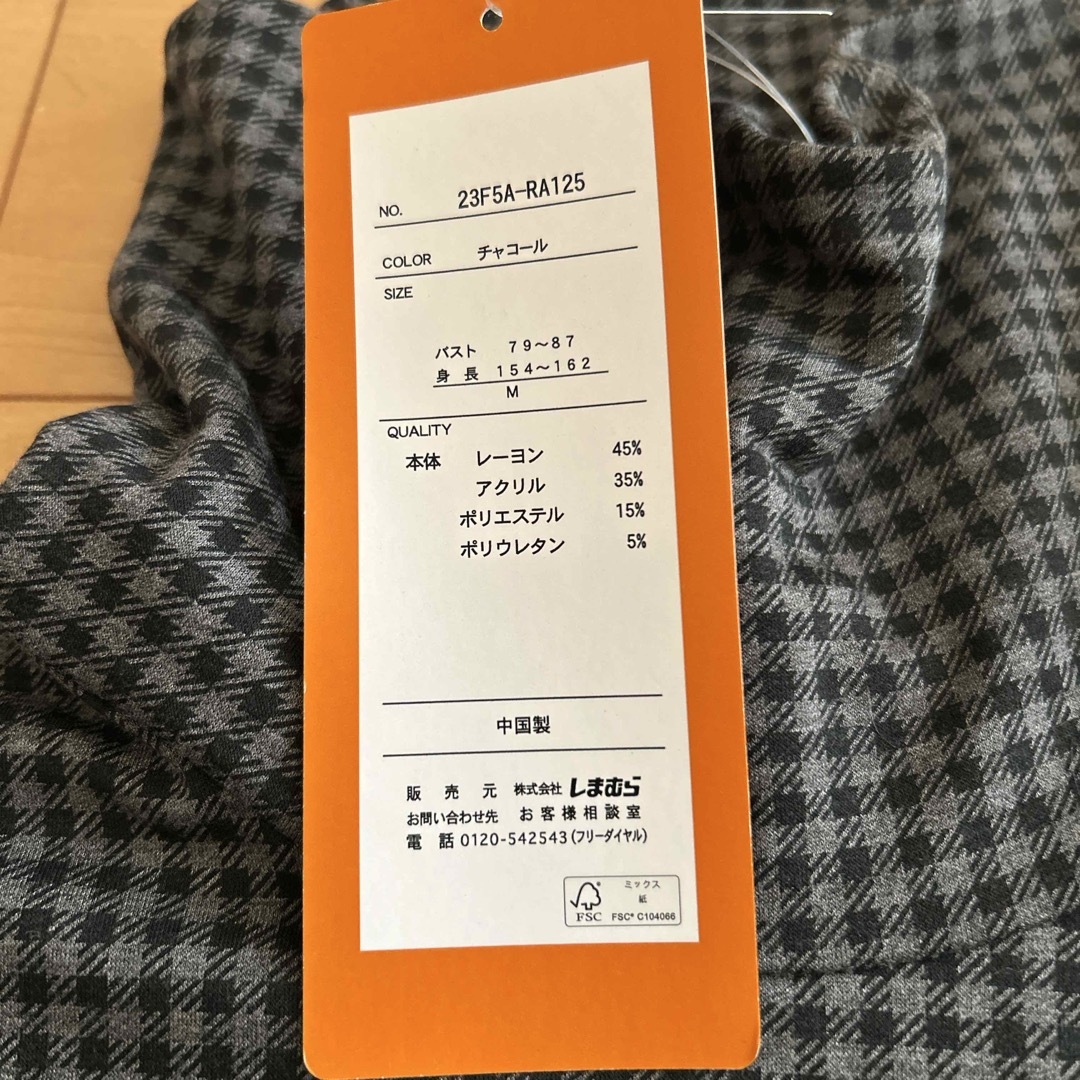 NO. 23F5A-RA125
COLOR チャコール
SIZE
バスト 79〜87
身長 154〜162
M
QUALITY
本体 レーヨン 45%
アクリル 35%
ポリエステル 15%
ポリウレタン 5%
中国製
販売元 株式会社 しまむら
お問い合わせ先 お客様相談室
電話 0120-542543(フリーダイヤル)
ミックス
紙
FSC FSC® C104066